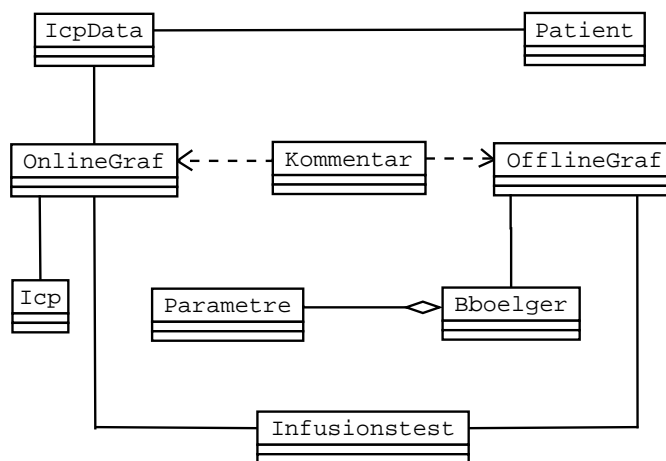 IcpData
Patient
OnlineGraf
Kommentar
OfflineGraf
Icp
Parametre
Bboelger
Infusionstest